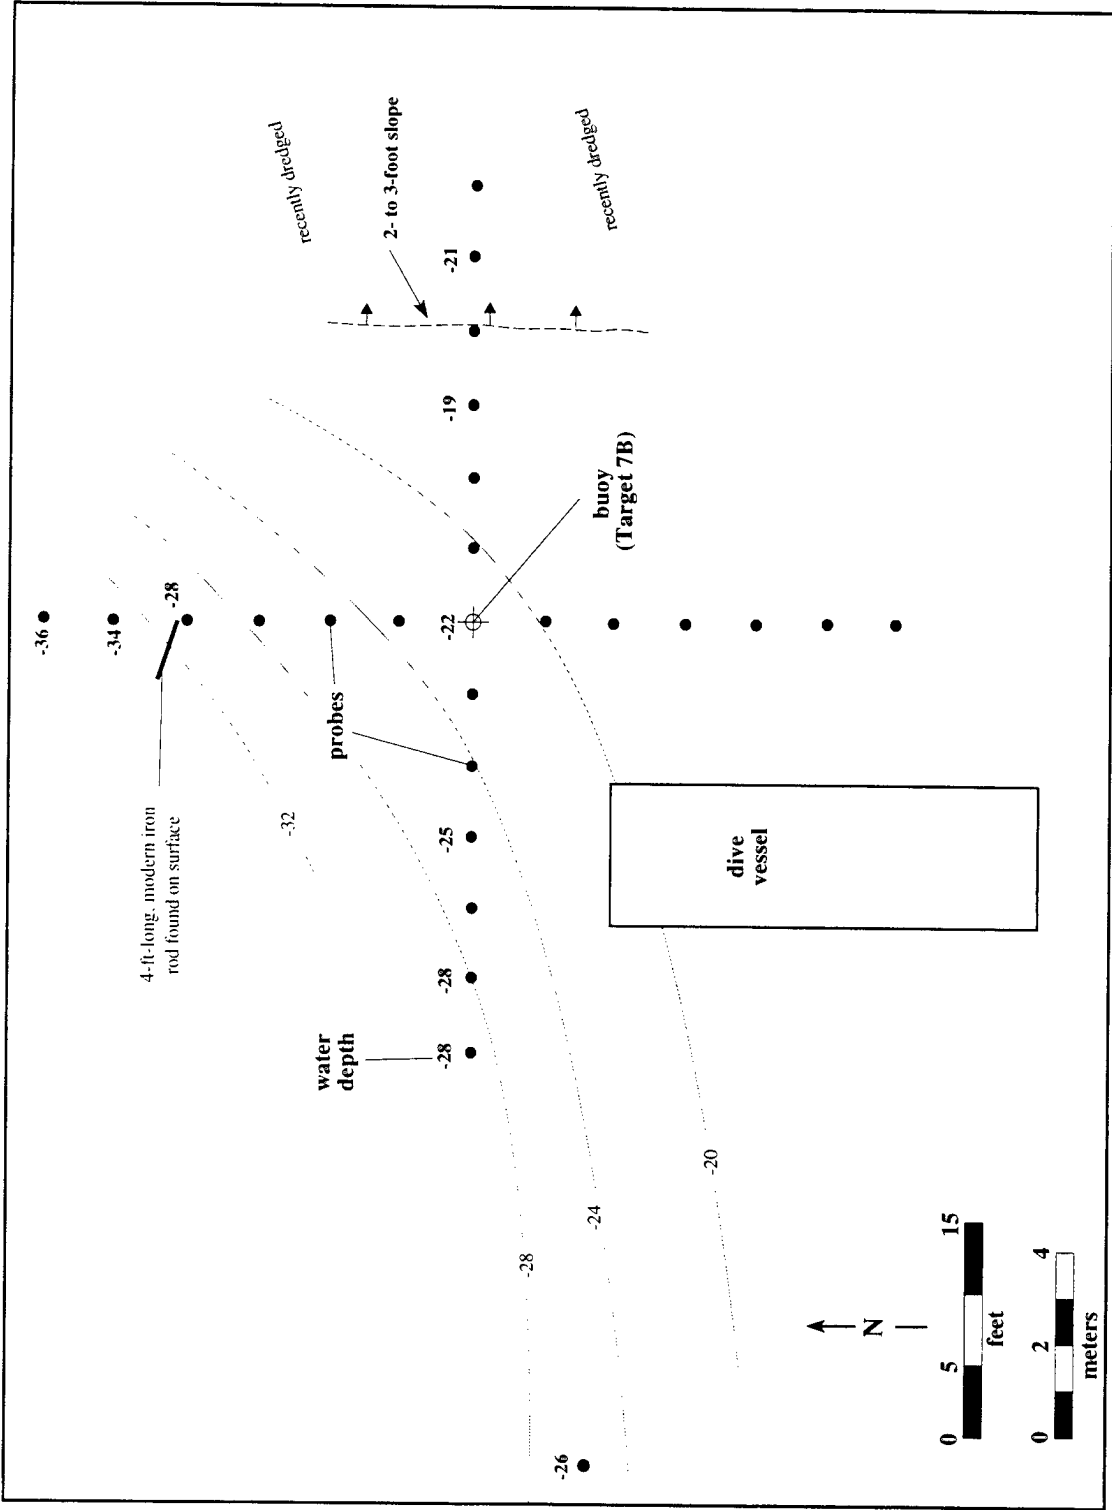 -36
-34
4-ft-long, modern iron
rod found on surface
-28
recently dredged
-32
water
depth
probes
2- to 3-foot slope
-28
-28
-25
-22
-19
-21
-28
-26
-24
recently dredged
buoy
(Target 7B)
-20
dive
vessel
N
0 5 15
feet
0 2 4
meters